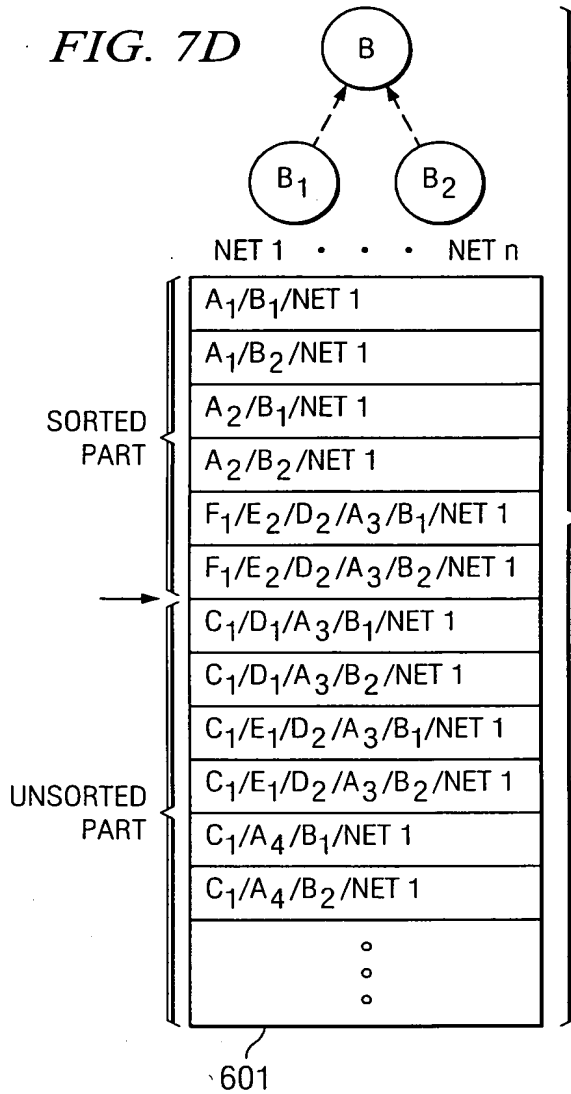 FIG. 7D
B
B1 B2
NET 1 · · · NET n
A1/B1/NET 1
A1/B2/NET 1
A2/B1/NET 1
SORTED
PART
A2/B2/NET 1
F1/E2/D2/A3/B1/NET 1
F1/E2/D2/A3/B2/NET 1
C1/D1/A3/B1/NET 1
C1/D1/A3/B2/NET 1
C1/E1/D2/A3/B1/NET 1
UNSORTED
PART
C1/E1/D2/A3/B2/NET 1
C1/A4/B1/NET 1
C1/A4/B2/NET 1
601